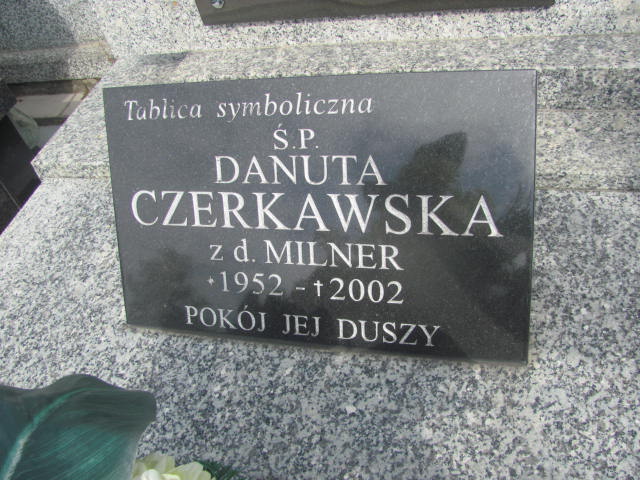 Tablica symboliczna
Ś.P.
DANUTA
CZERKAWSKA
z d. MILNER
* 1952 - † 2002
POKÓJ JEJ DUSZY